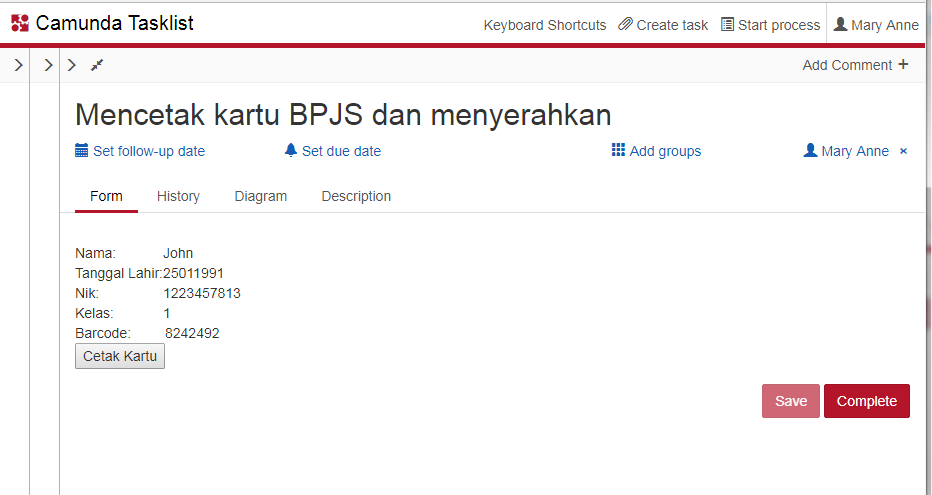 Camunda Tasklist Keyboard Shortcuts Create task Start process Mary Anne
Add Comment +
Mencetak kartu BPJS dan menyerahkan
Set follow-up date Set due date Add groups Mary Anne ×
Form History Diagram Description
Nama: John
Tanggal Lahir:25011991
Nik: 1223457813
Kelas: 1
Barcode: 8242492
Cetak Kartu
Save Complete